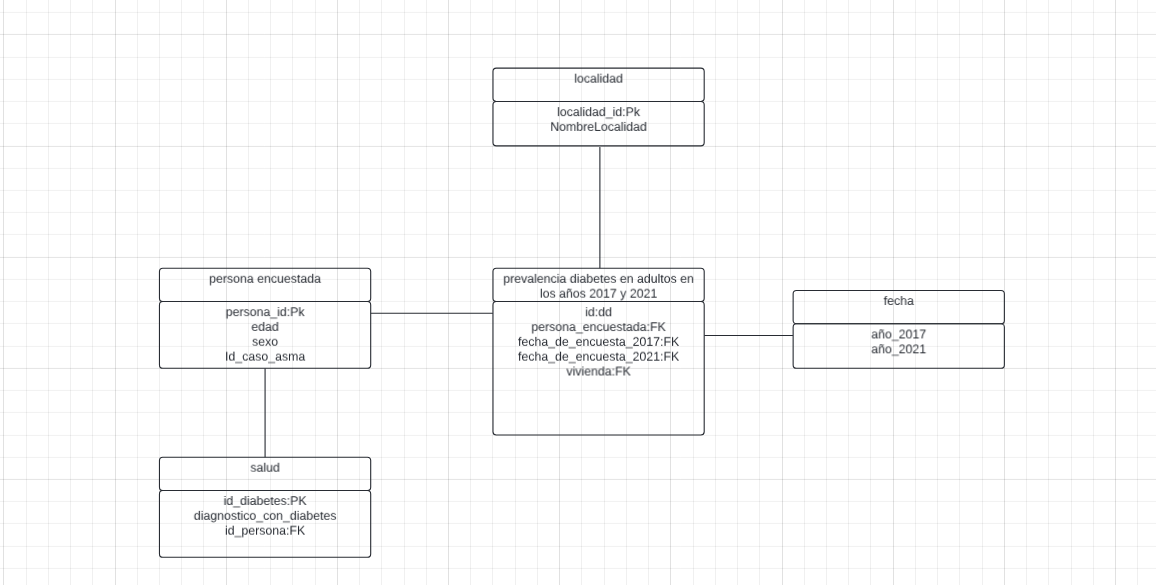 localidad
localidad_id:Pk
NombreLocalidad
persona encuestada
persona_id:Pk
edad
sexo
Id_caso_asma
prevalencia diabetes en adultos en
los años 2017 y 2021
id:dd
persona_encuestada:FK
fecha_de_encuesta_2017:FK
fecha_de_encuesta_2021:FK
vivienda:FK
fecha
año_2017
año_2021
salud
id_diabetes:PK
diagnostico_con_diabetes
id_persona:FK